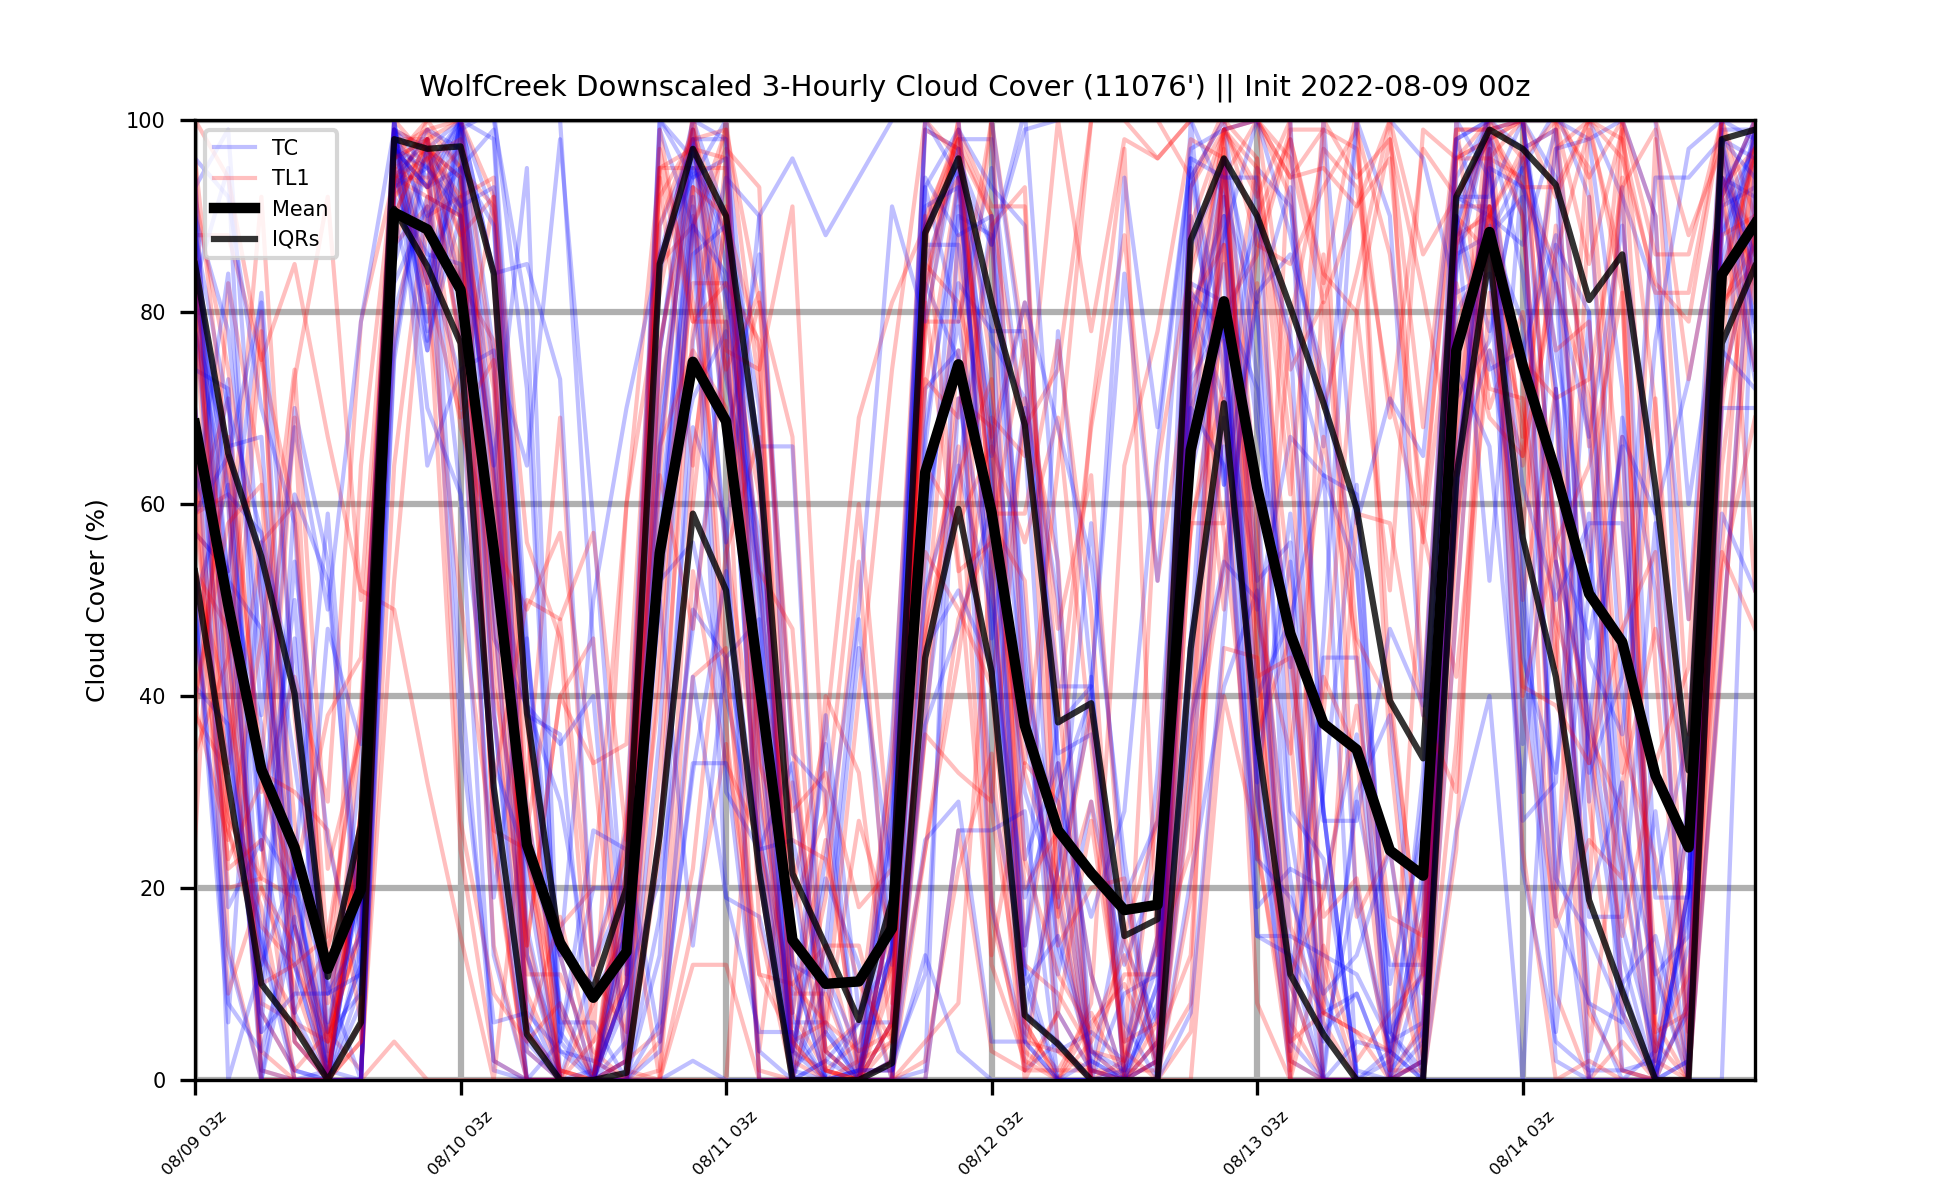 WolfCreek Downscaled 3-Hourly Cloud Cover (11076') || Init 2022-08-09 00z
TC
TL1
Mean
IQRs
Cloud Cover (%)
100
80
60
40
20
0
08/09 03z
08/10 03z
08/11 03z
08/12 03z
08/13 03z
08/14 03z